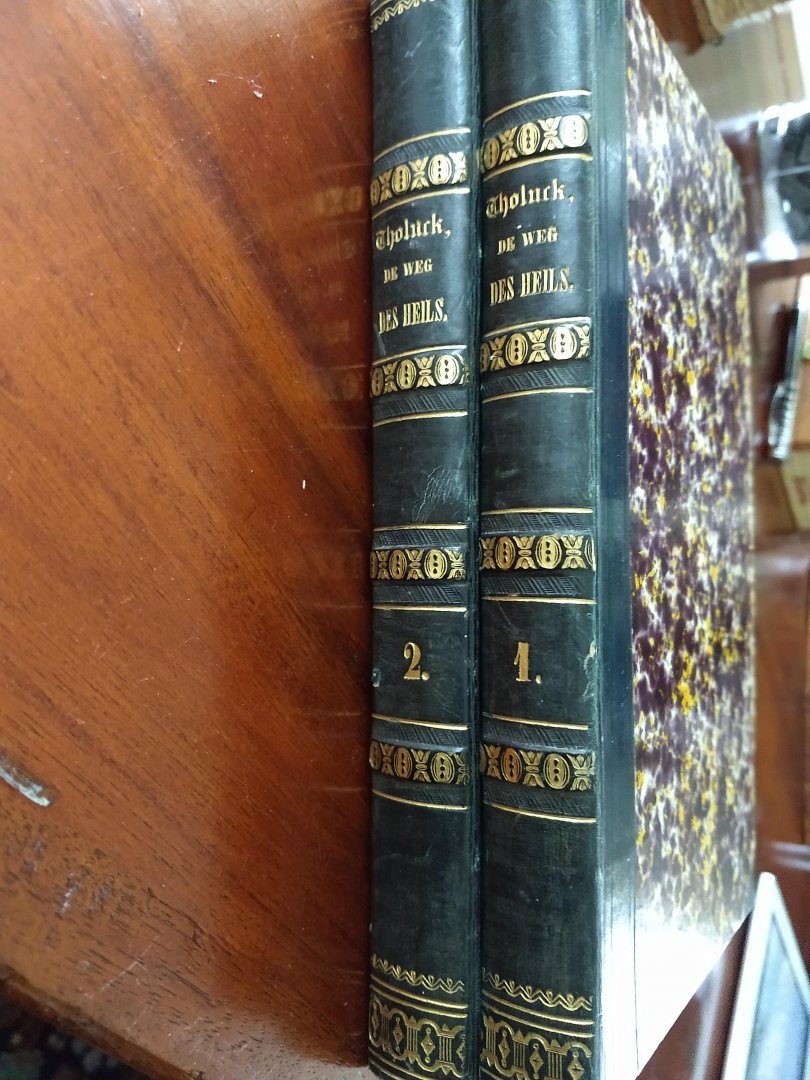 Tholuck,
DE WEG
DES HEILS.
2.
Tholuck,
DE WEG
DES HEILS.
1.